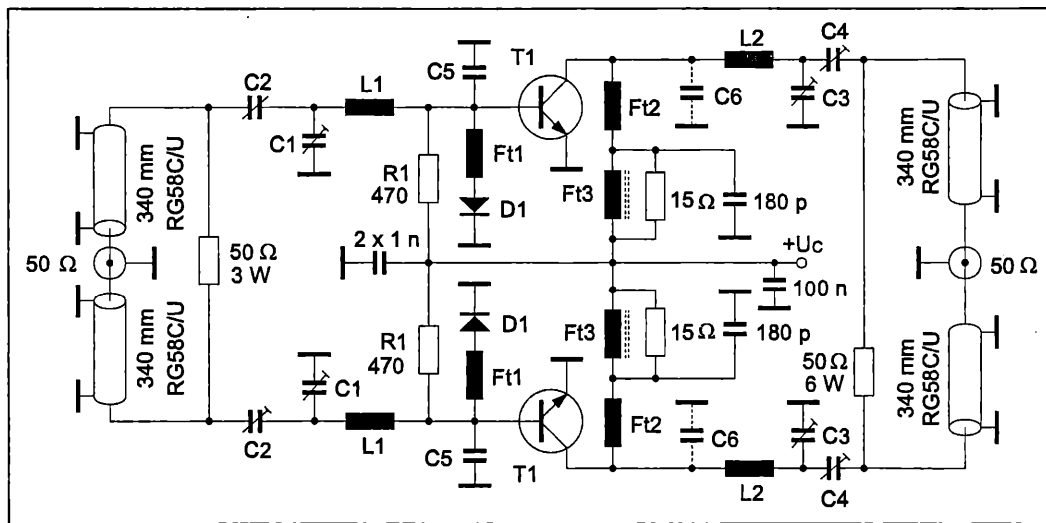 C4
L2
T1
C5
C2
L1
C6
C3
Ft2
C1
Ft1
R1
470
340 mm
RG58C/U
340 mm
RG58C/U
Ft3
15 Ω
180 p
D1
2 x 1 n
+Uc
50 Ω
50 Ω
3 W
50 Ω
100 n
D1
Ft3
15 Ω
180 p
R1
470
50 Ω
6 W
340 mm
RG58C/U
340 mm
RG58C/U
Ft1
C1
Ft2
C6
C3
C2
L1
C5
T1
L2
C4